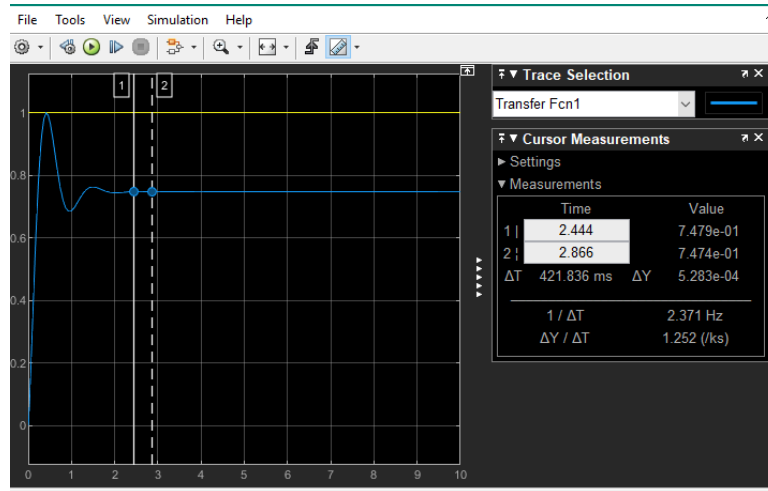 File Tools View Simulation Help
1 2
1
0.8
0.6
0.4
0.2
0
0 1 2 3 4 5 6 7 8 9 10
Trace Selection
Transfer Fcn1
Cursor Measurements
Settings
Measurements
Time Value
1 | 2.444 7.479e-01
2 ¦ 2.866 7.474e-01
ΔT 421.836 ms ΔY 5.283e-04
1 / ΔT 2.371 Hz
ΔY / ΔT 1.252 (/ks)